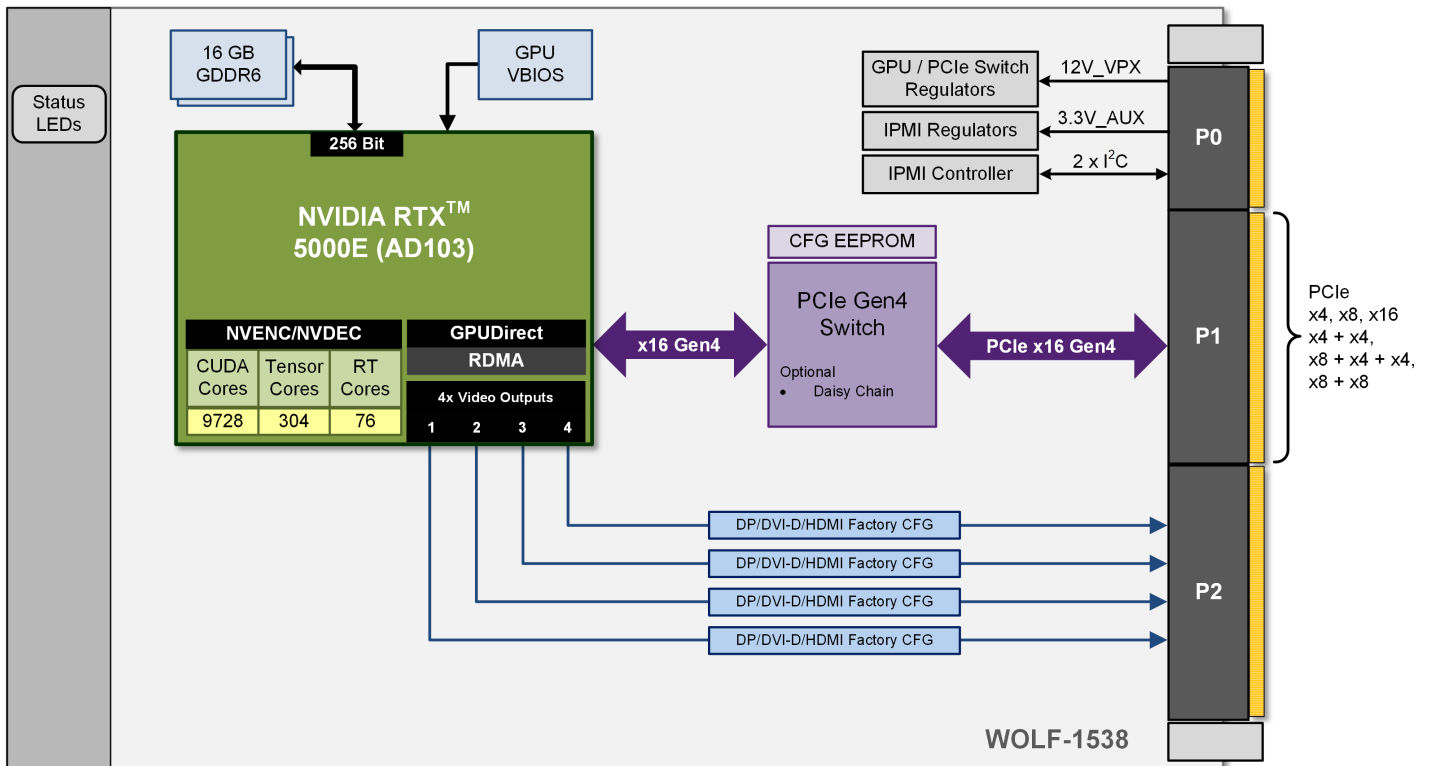 16 GB
GDDR6
GPU
VBIOS
Status
LEDs
GPU / PCIe Switch
Regulators
12V_VPX
IPMI Regulators
3.3V_AUX
IPMI Controller
2 x I²C
P0
256 Bit
NVIDIA RTX™
5000E (AD103)
NVENC/NVDEC
CUDA
Cores
Tensor
Cores
RT
Cores
9728
304
76
GPUDirect
RDMA
4x Video Outputs
1 2 3 4
x16 Gen4
CFG EEPROM
PCIe Gen4
Switch
Optional
• Daisy Chain
PCIe x16 Gen4
P1
PCIe
x4, x8, x16
x4 + x4,
x8 + x4 + x4,
x8 + x8
DP/DVI-D/HDMI Factory CFG
DP/DVI-D/HDMI Factory CFG
DP/DVI-D/HDMI Factory CFG
DP/DVI-D/HDMI Factory CFG
P2
WOLF-1538